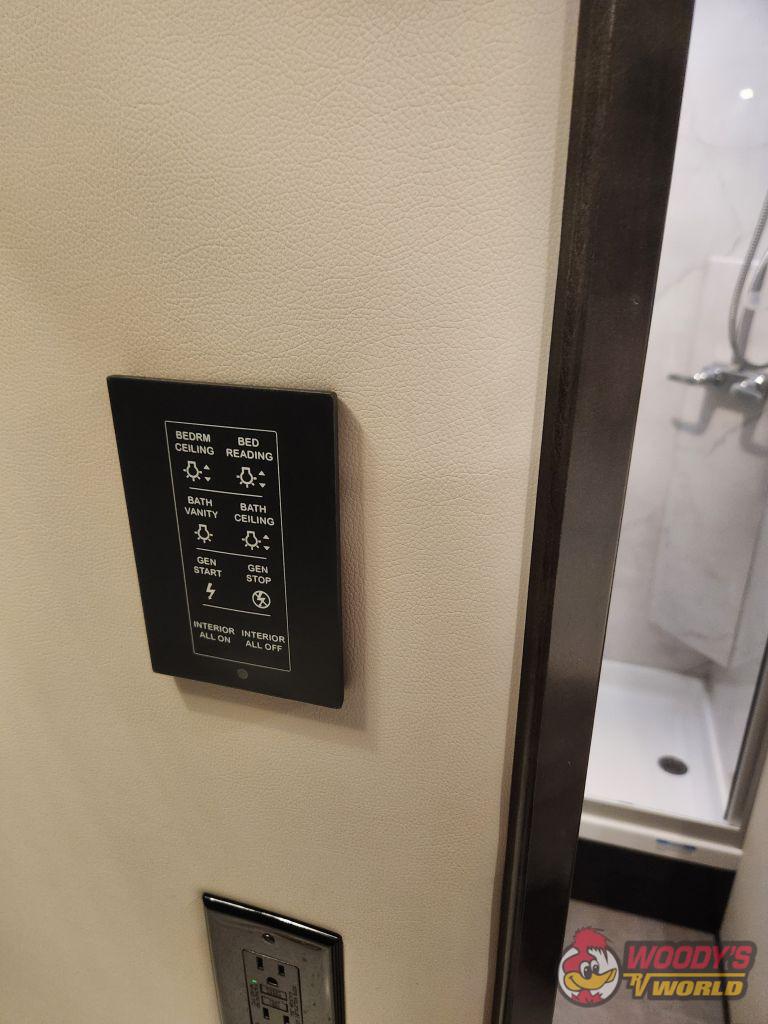 BEDRM
CEILING
BED
READING
BATH
VANITY
BATH
CEILING
GEN
START
GEN
STOP
INTERIOR
ALL ON
INTERIOR
ALL OFF
WOODY'S
RV WORLD